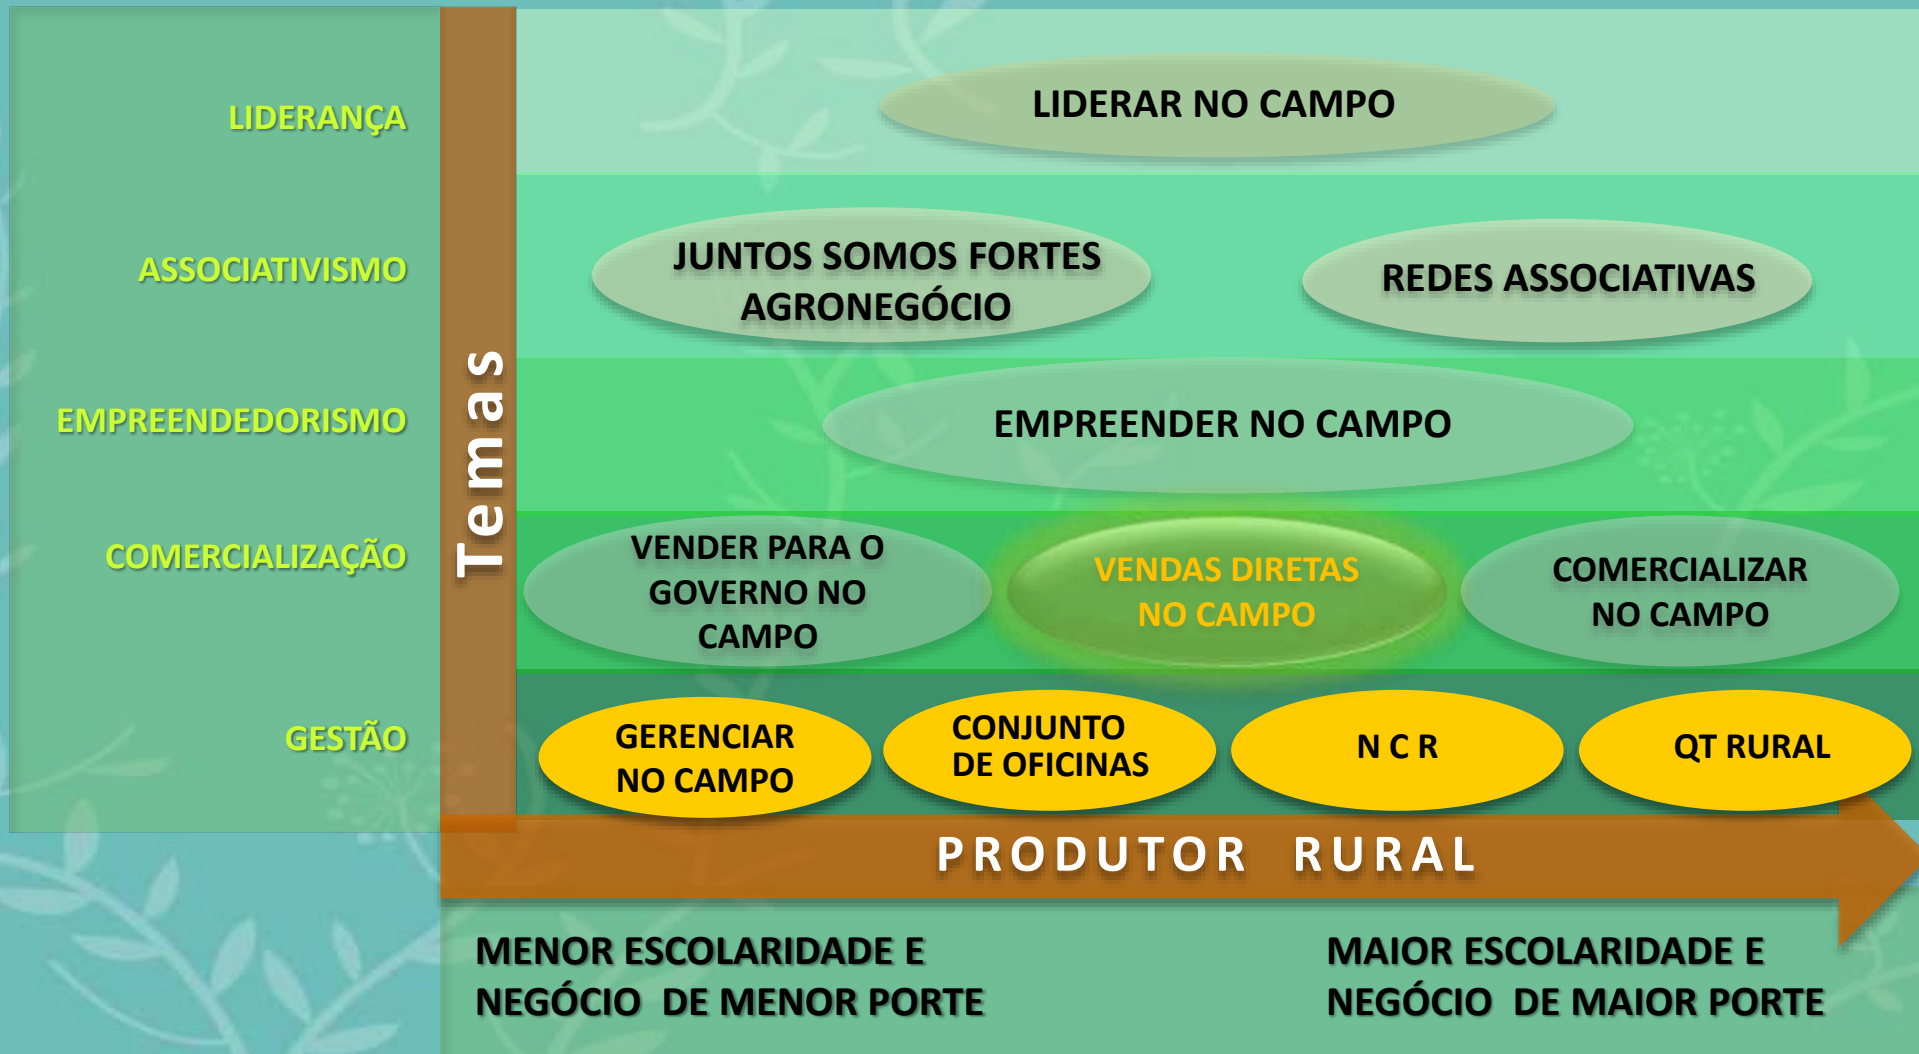 LIDERANÇA
LIDERAR NO CAMPO
ASSOCIATIVISMO
JUNTOS SOMOS FORTES
AGRONEGÓCIO
REDES ASSOCIATIVAS
EMPREENDEDORISMO
EMPREENDER NO CAMPO
COMERCIALIZAÇÃO
VENDER PARA O
GOVERNO NO
CAMPO
VENDAS DIRETAS
NO CAMPO
COMERCIALIZAR
NO CAMPO
GESTÃO
GERENCIAR
NO CAMPO
CONJUNTO
DE OFICINAS
N C R
QT RURAL
Temas
PRODUTOR RURAL
MENOR ESCOLARIDADE E
NEGÓCIO DE MENOR PORTE
MAIOR ESCOLARIDADE E
NEGÓCIO DE MAIOR PORTE